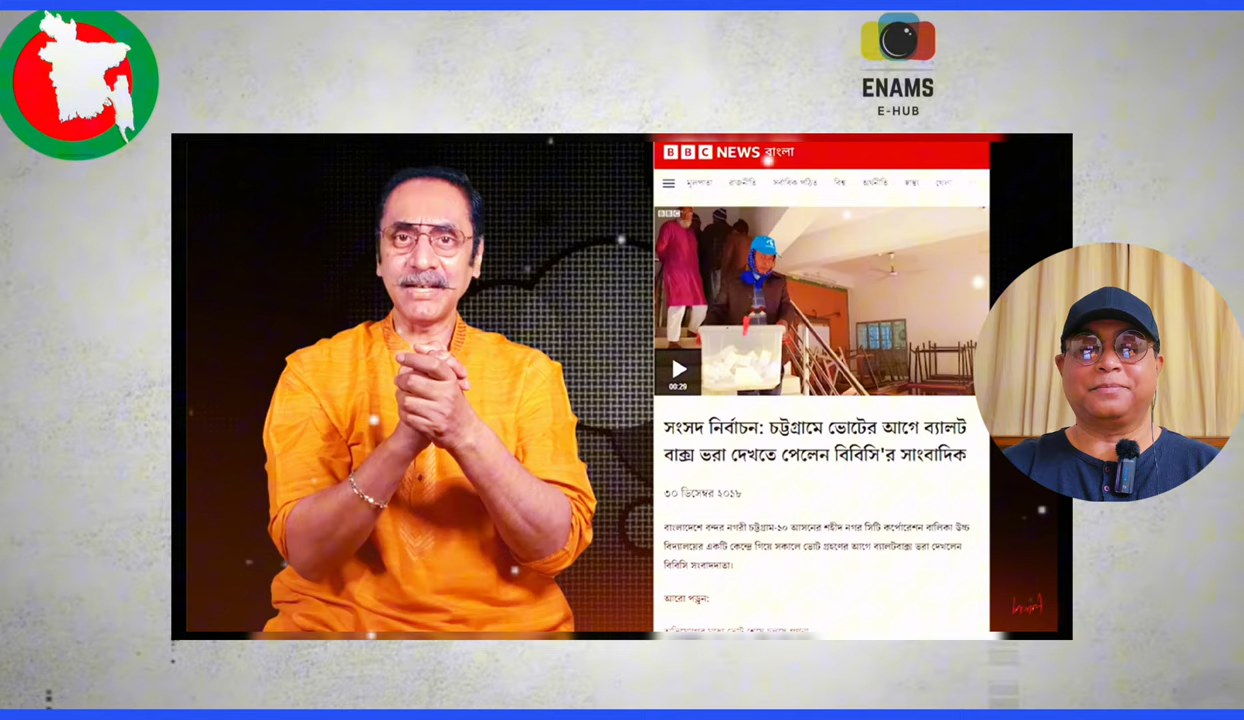 ENAMS
E-HUB
BBC NEWS বাংলা
মূলপাতা রাজনীতি সর্বাধিক পঠিত বিশ্ব অর্থনীতি স্বাস্থ্য খেলা
BBC
00:29
সংসদ নির্বাচন: চট্টগ্রামে ভোটের আগে ব্যালট
বাক্স ভরা দেখতে পেলেন বিবিসি'র সাংবাদিক
৩০ ডিসেম্বর ২০১৮
বাংলাদেশে বন্দর নগরী চট্টগ্রাম-১০ আসনের শহীদ নগর সিটি কর্পোরেশন বালিকা উচ্চ
বিদ্যালয়ের একটি কেন্দ্রে গিয়ে সকালে ভোট গ্রহণের আগে ব্যালটবাক্স ভরা দেখলেন
বিবিসি সংবাদদাতা।
আরো পড়ুন: